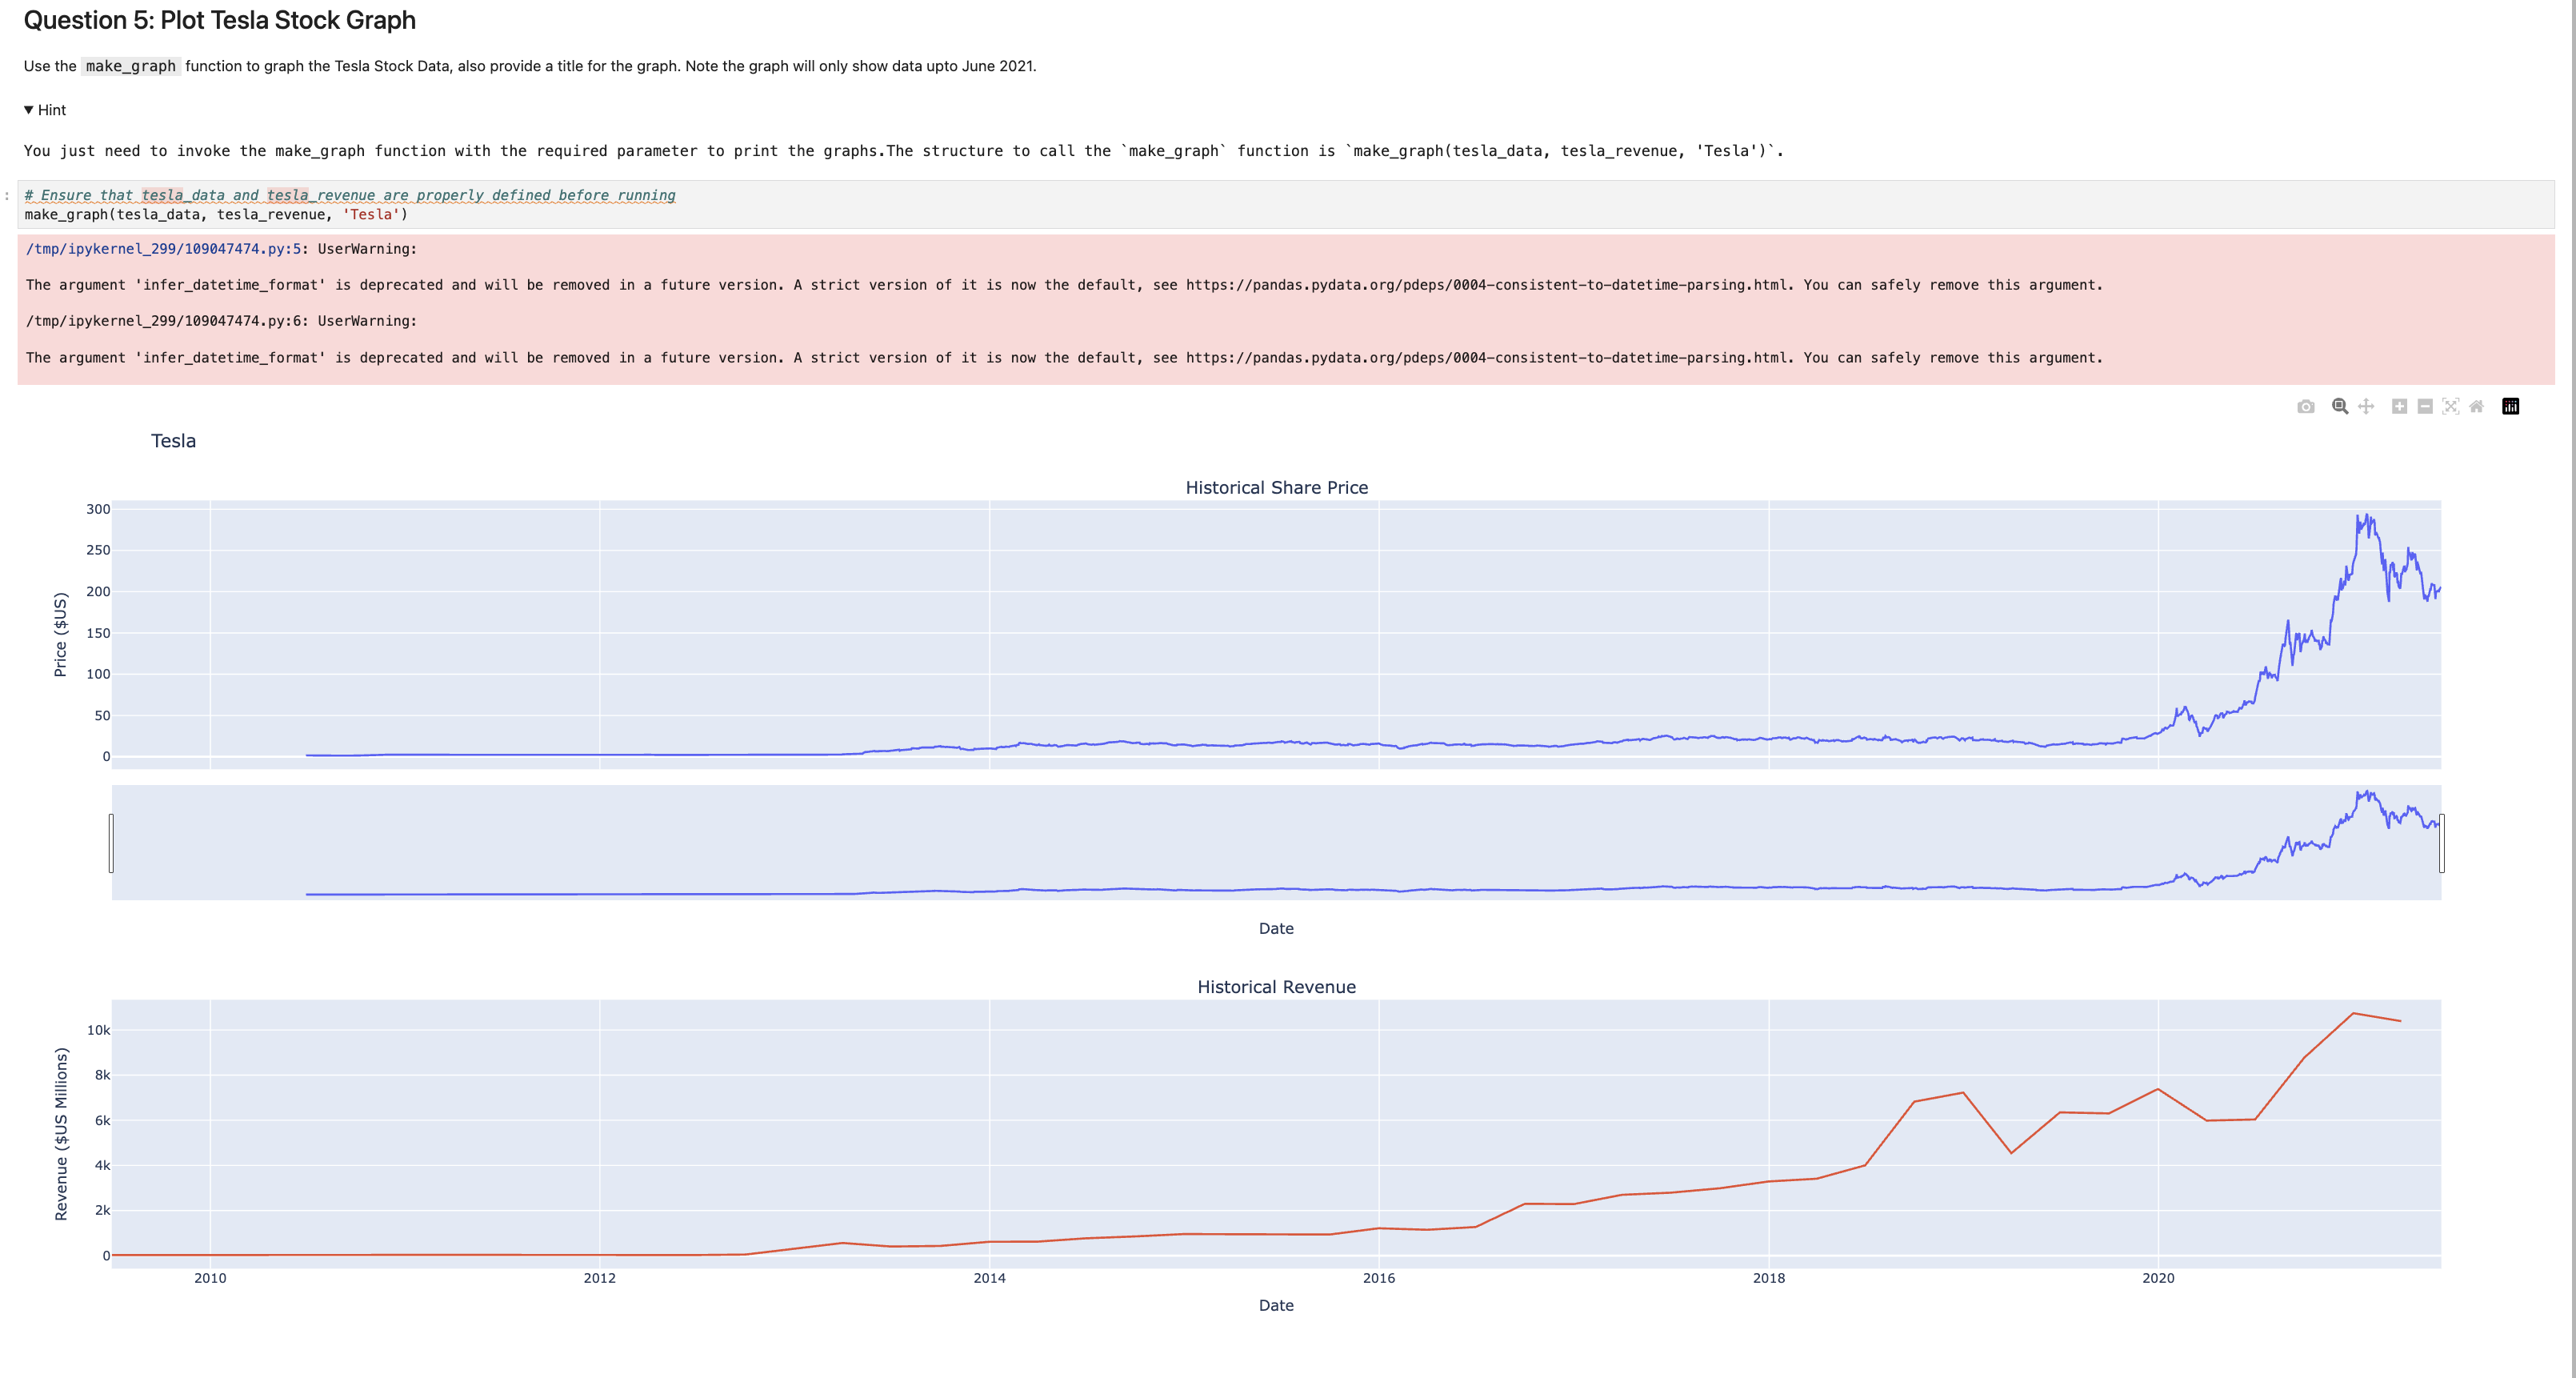 Question 5: Plot Tesla Stock Graph
Use the make_graph function to graph the Tesla Stock Data, also provide a title for the graph. Note the graph will only show data upto June 2021.
▼ Hint
You just need to invoke the make_graph function with the required parameter to print the graphs.The structure to call the `make_graph` function is `make_graph(tesla_data, tesla_revenue, 'Tesla')`.
: # Ensure that tesla_data and tesla_revenue are properly defined before running
make_graph(tesla_data, tesla_revenue, 'Tesla')
/tmp/ipykernel_299/109047474.py:5: UserWarning:
The argument 'infer_datetime_format' is deprecated and will be removed in a future version. A strict version of it is now the default, see https://pandas.pydata.org/pdeps/0004-consistent-to-datetime-parsing.html. You can safely remove this argument.
/tmp/ipykernel_299/109047474.py:6: UserWarning:
The argument 'infer_datetime_format' is deprecated and will be removed in a future version. A strict version of it is now the default, see https://pandas.pydata.org/pdeps/0004-consistent-to-datetime-parsing.html. You can safely remove this argument.
Tesla
Historical Share Price
Price ($US)
300
250
200
150
100
50
0
Date
Historical Revenue
Revenue ($US Millions)
10k
8k
6k
4k
2k
0
2010 2012 2014 2016 2018 2020
Date